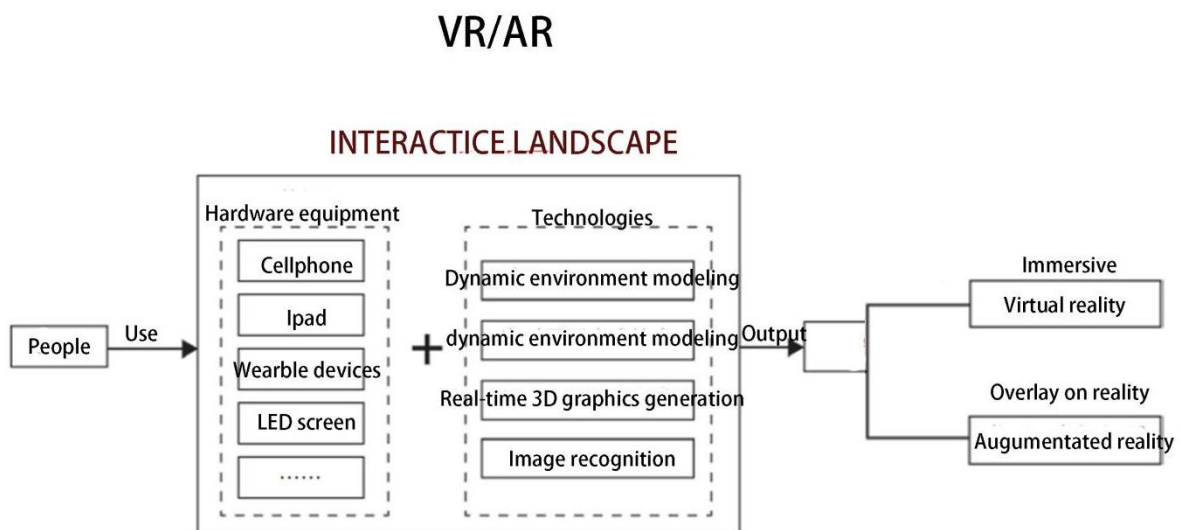 VR/AR
INTERACTICE.LANDSCAPE
Hardware equipment
Technologies
Cellphone
Ipad
Wearble devices
LED screen
······
Dynamic environment modeling
dynamic environment modeling
Real-time 3D graphics generation
Image recognition
People
Use
+
Output
Immersive
Virtual reality
Overlay on reality
Augumentated reality